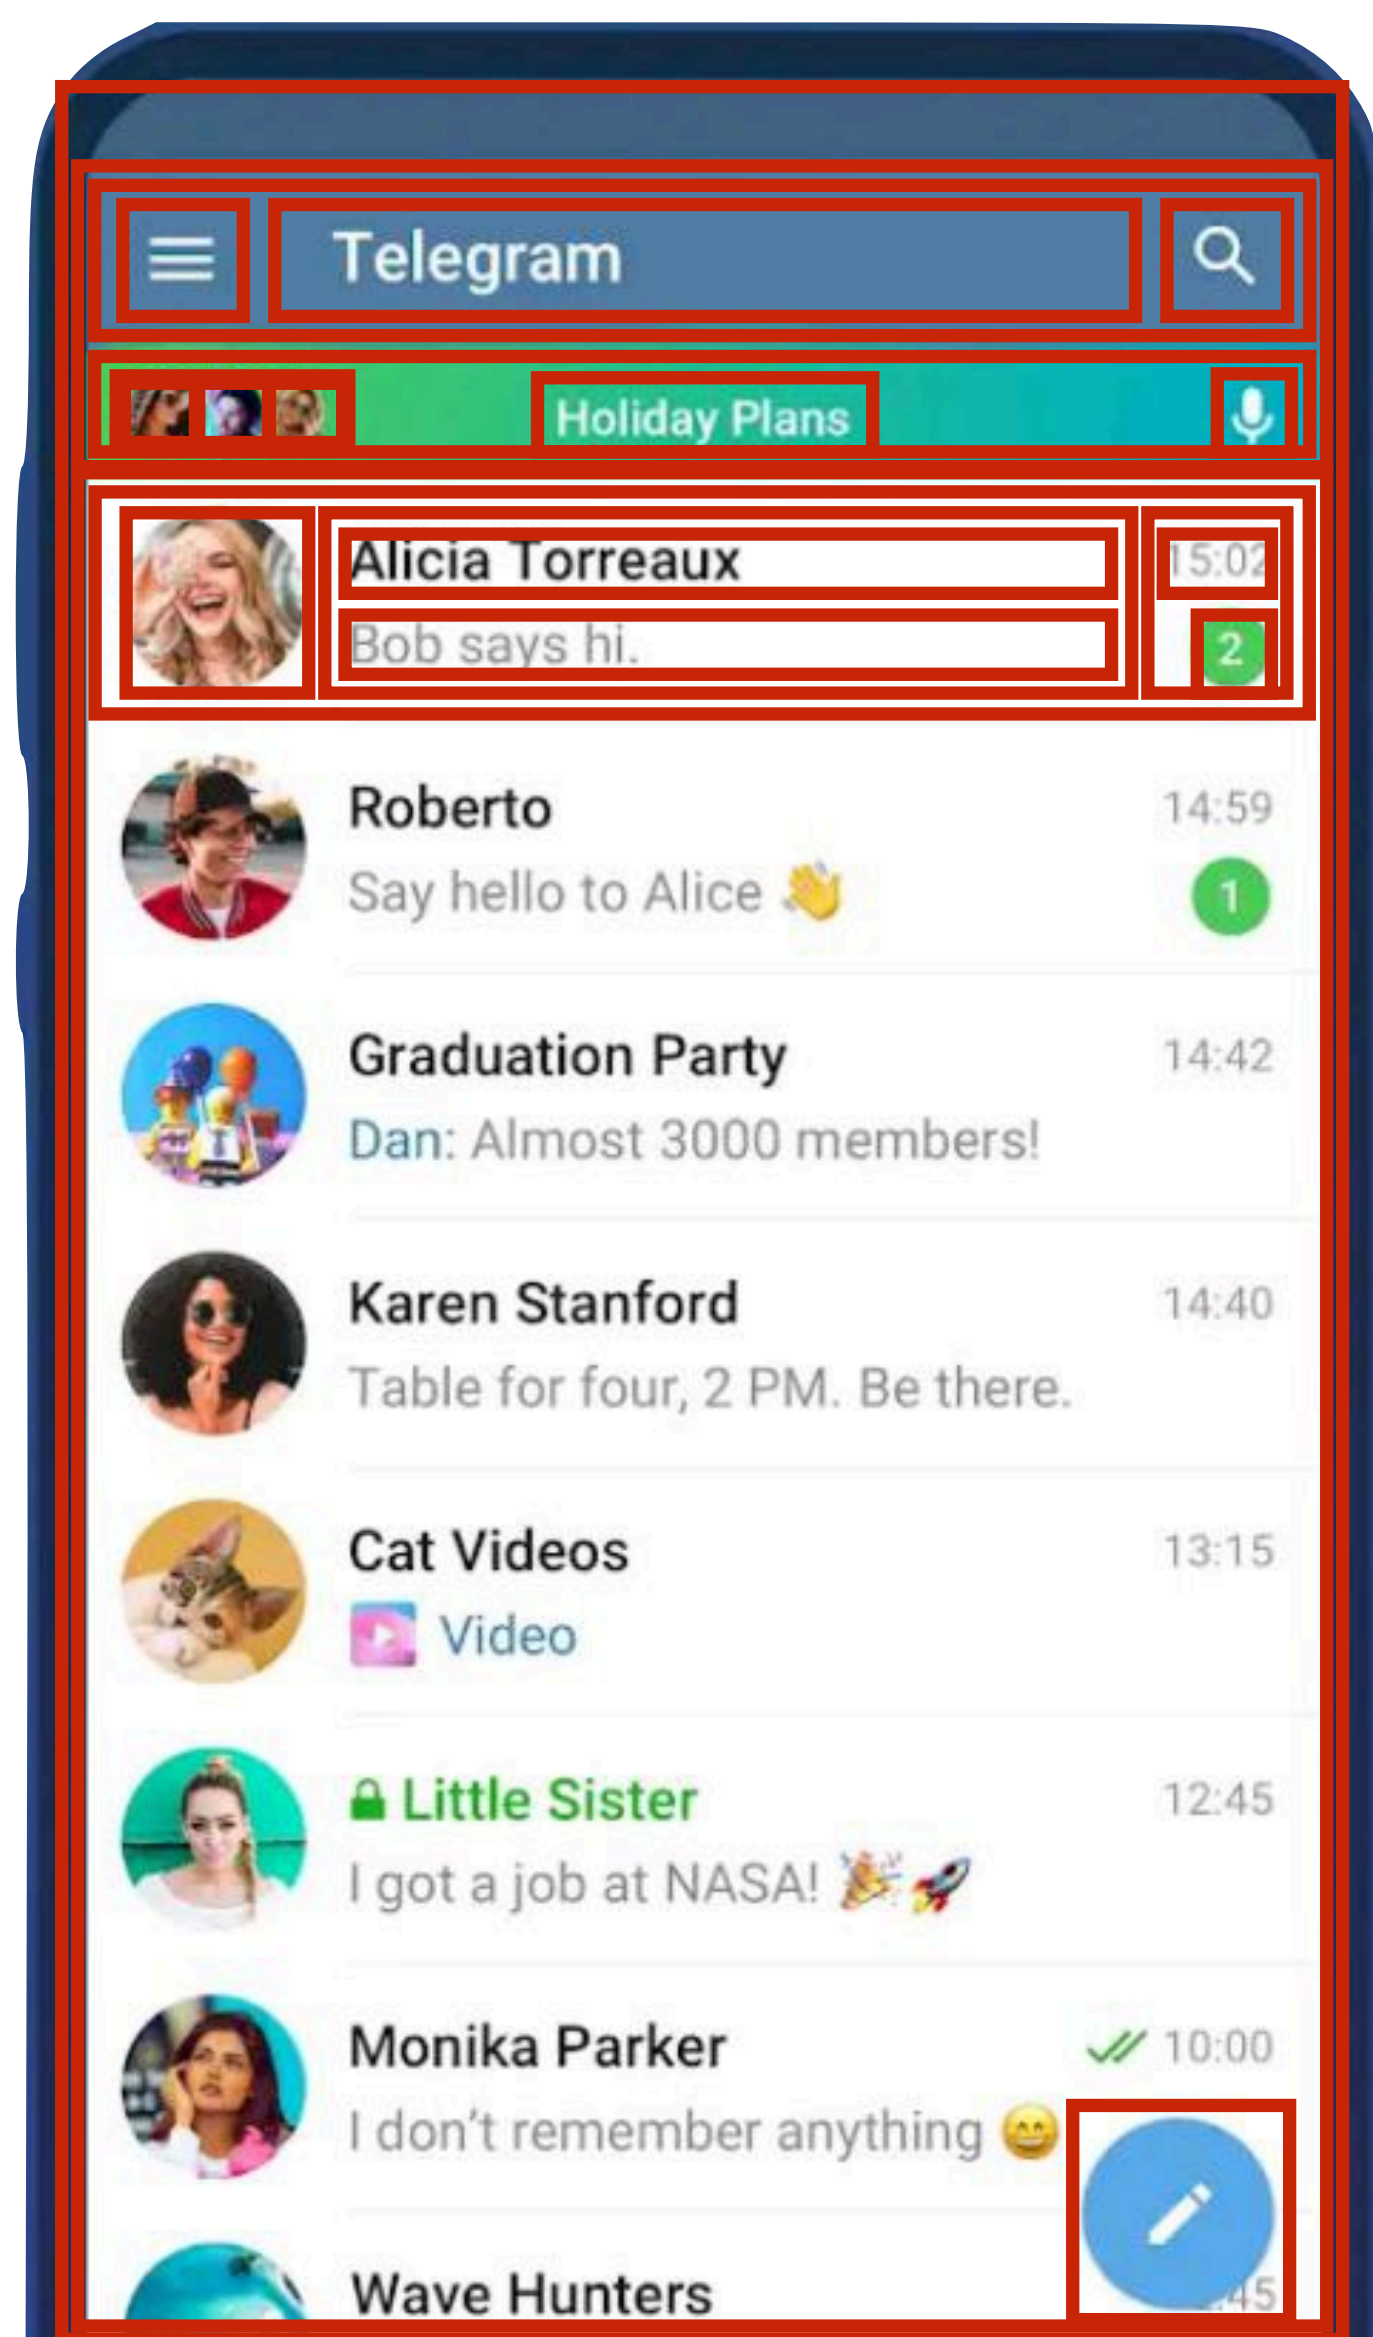 Telegram
Holiday Plans
Alicia Torreaux 15:02
Bob says hi. 2
Roberto 14:59
Say hello to Alice 👋 1
Graduation Party 14:42
Dan: Almost 3000 members!
Karen Stanford 14:40
Table for four, 2 PM. Be there.
Cat Videos 13:15
Video
Little Sister 12:45
I got a job at NASA! 🎉🚀
Monika Parker 10:00
I don’t remember anything 😁
Wave Hunters